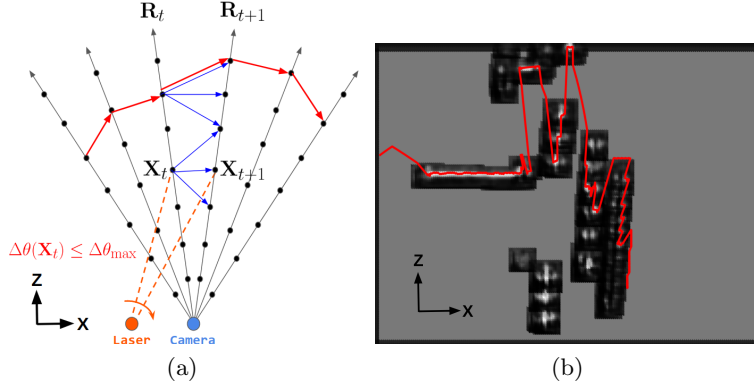 R_t
R_{t+1}
X_t
X_{t+1}
Δθ(X_t) ≤ Δθ_max
Z
X
Laser
Camera
(a)
Z
X
(b)